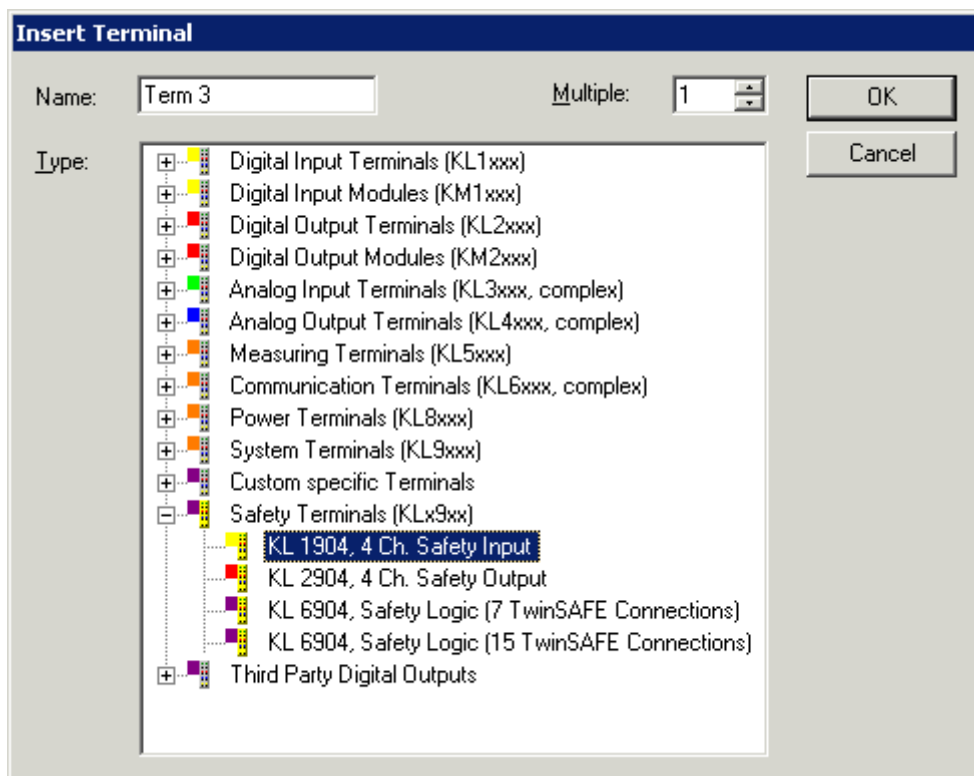 Insert Terminal
Name: Term 3 Multiple: 1 OK
Type: Cancel
Digital Input Terminals (KL1xxx)
Digital Input Modules (KM1xxx)
Digital Output Terminals (KL2xxx)
Digital Output Modules (KM2xxx)
Analog Input Terminals (KL3xxx, complex)
Analog Output Terminals (KL4xxx, complex)
Measuring Terminals (KL5xxx)
Communication Terminals (KL6xxx, complex)
Power Terminals (KL8xxx)
System Terminals (KL9xxx)
Custom specific Terminals
Safety Terminals (KLx9xx)
KL 1904, 4 Ch. Safety Input
KL 2904, 4 Ch. Safety Output
KL 6904, Safety Logic (7 TwinSAFE Connections)
KL 6904, Safety Logic (15 TwinSAFE Connections)
Third Party Digital Outputs